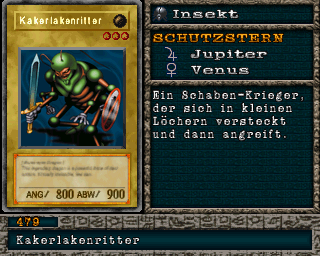 Kakerlakenritter
ANG/ 800 ABW/ 900
Insekt
SCHUTZSTERN
Jupiter
Venus
Ein Schaben-Krieger,
der sich in kleinen
Löchern versteckt
und dann angreift.
479
Kakerlakenritter